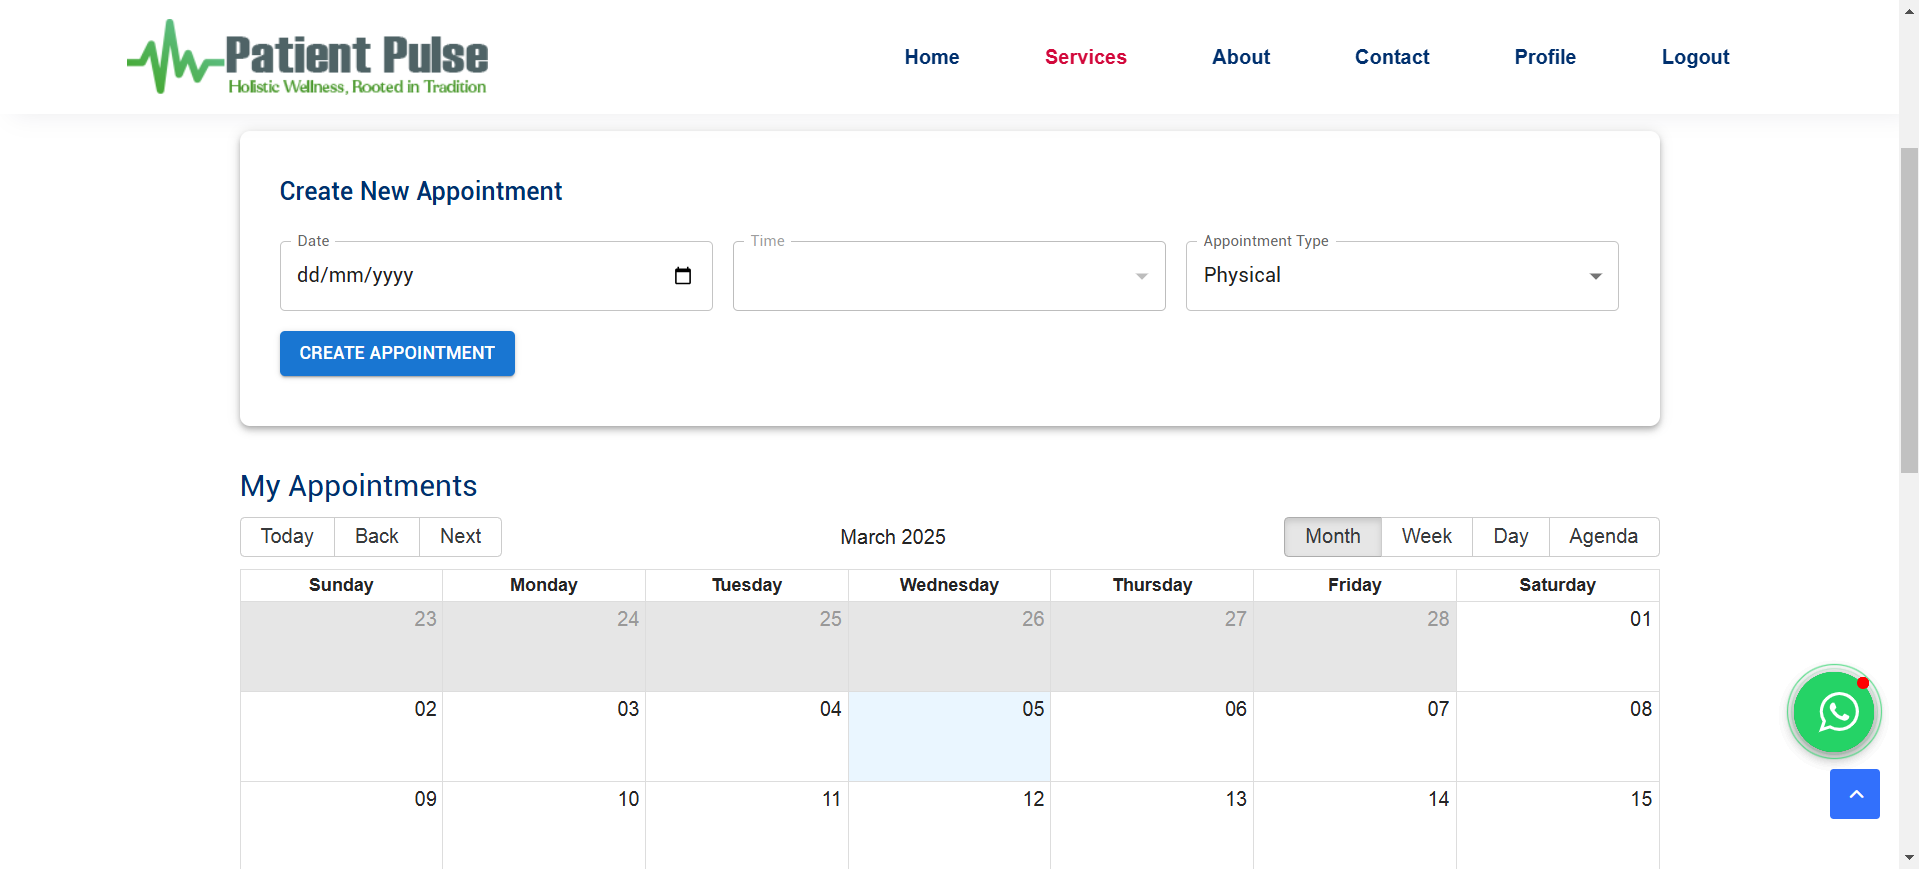 Patient Pulse
Holistic Wellness, Rooted in Tradition
Home Services About Contact Profile Logout
Create New Appointment
Date Time Appointment Type
dd/mm/yyyy Physical
CREATE APPOINTMENT
My Appointments
Today Back Next March 2025 Month Week Day Agenda
Sunday Monday Tuesday Wednesday Thursday Friday Saturday
23 24 25 26 27 28 01
02 03 04 05 06 07 08
09 10 11 12 13 14 15